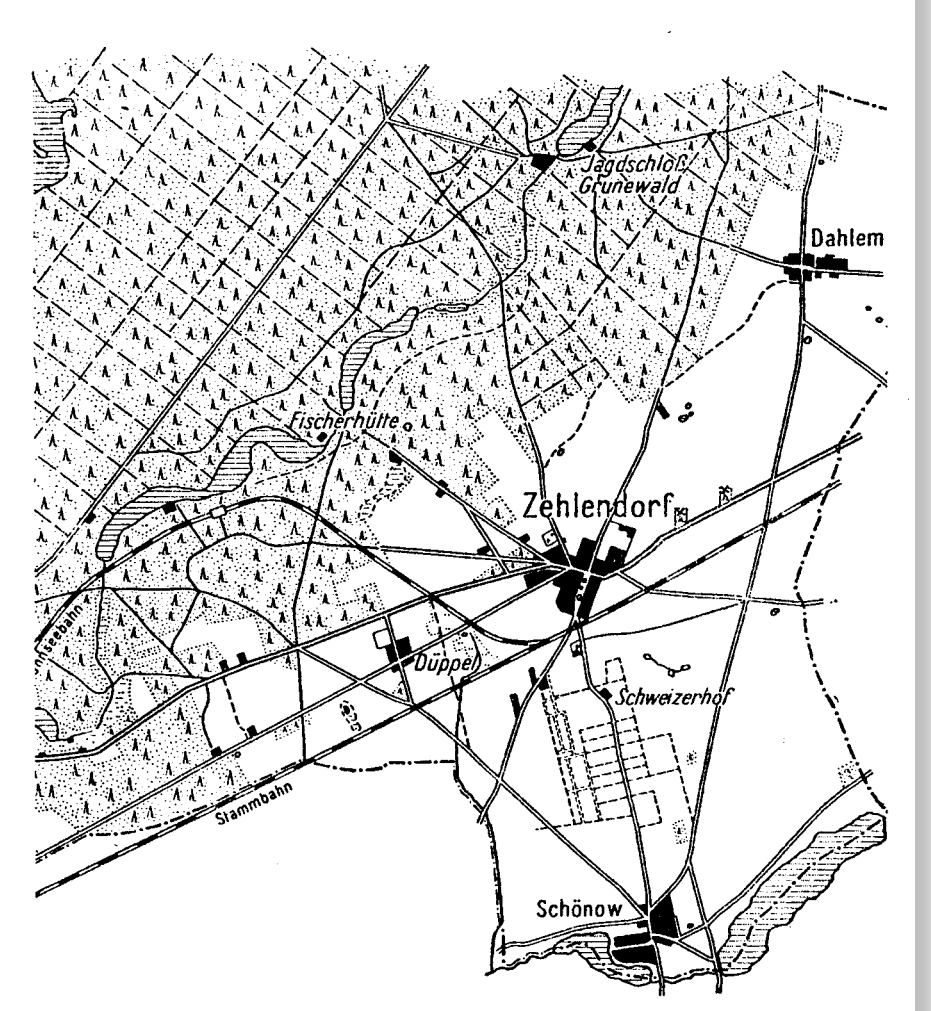 Jagdschloß
Grunewald
Dahlem
Fischerhütte
Zehlendorf
Düppel
Schweizerhof
Stammbahn
Schönow